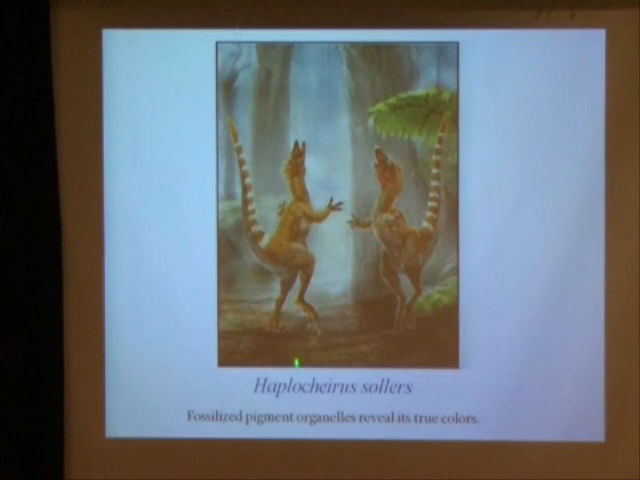 Haplocheirus sollers
Fossilized pigment organelles reveal its true colors.